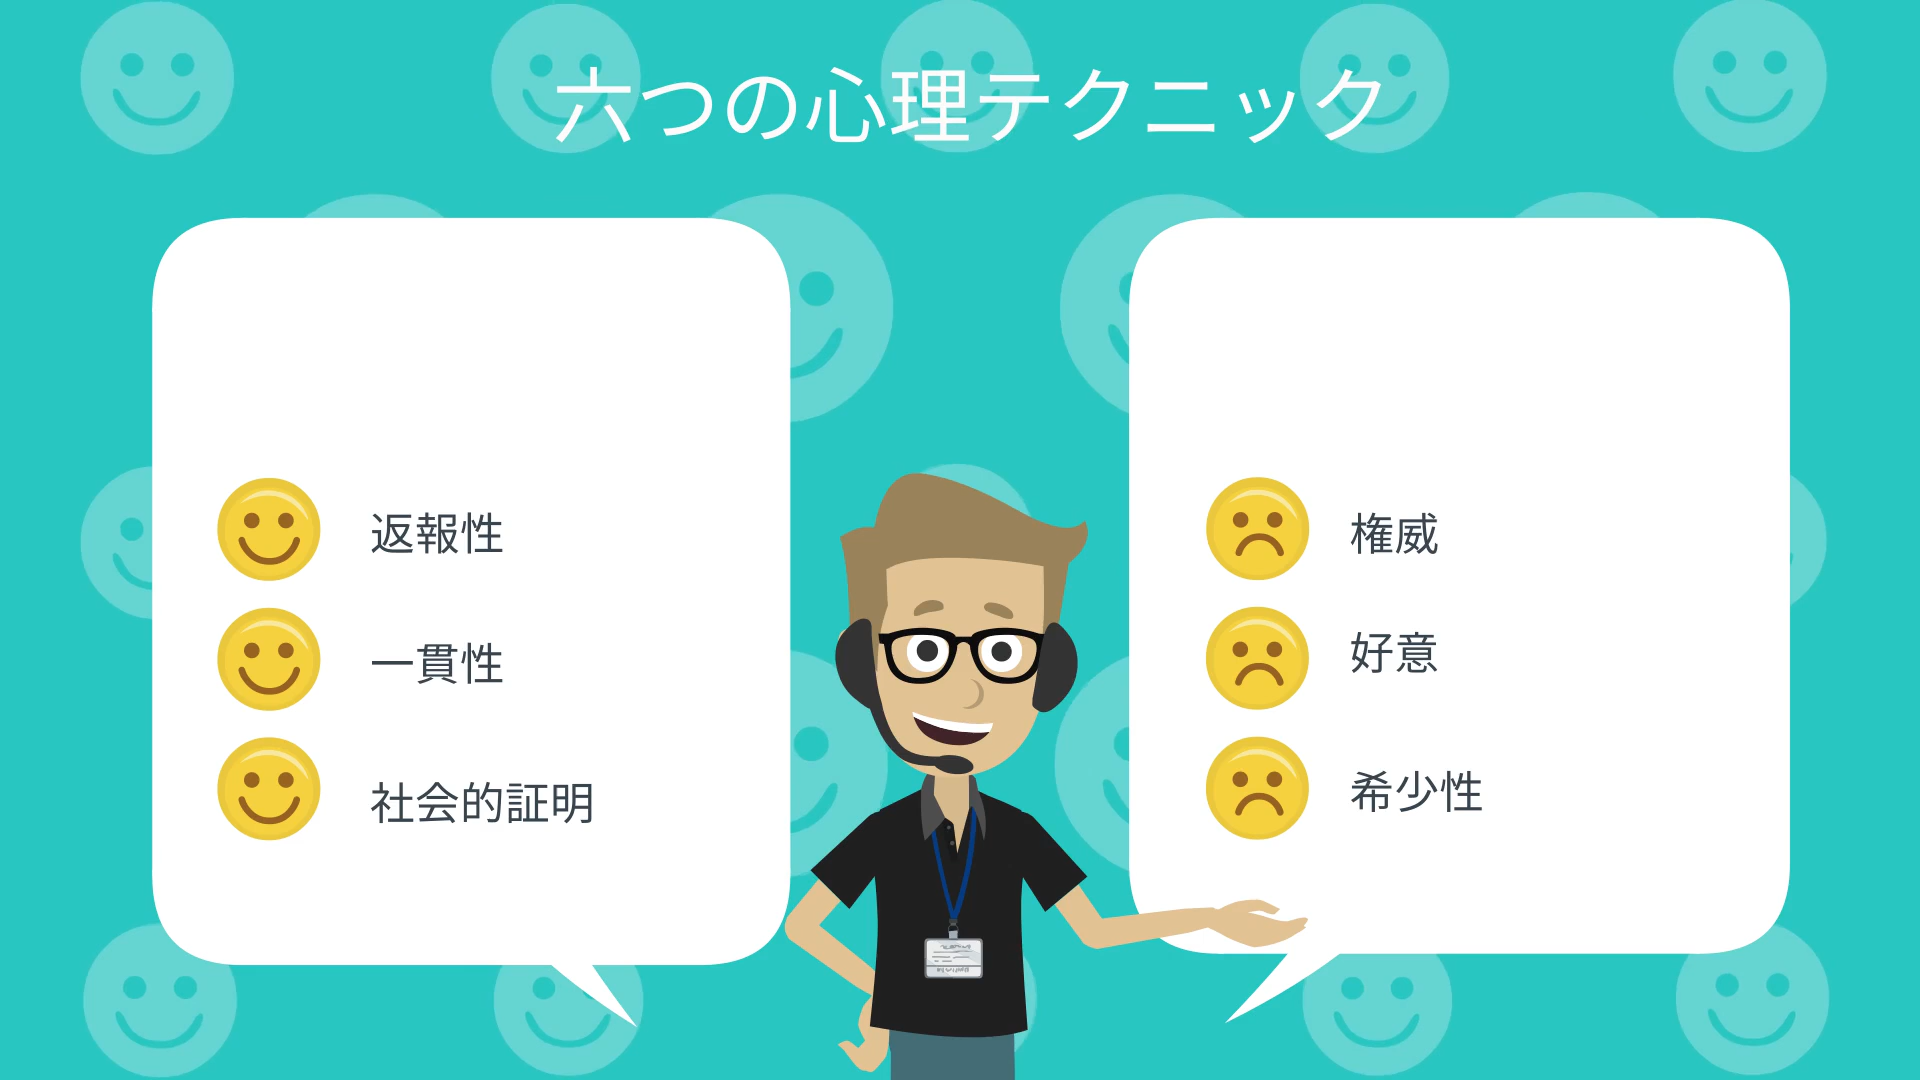 六つの心理テクニック
返報性
一貫性
社会的証明
権威
好意
希少性